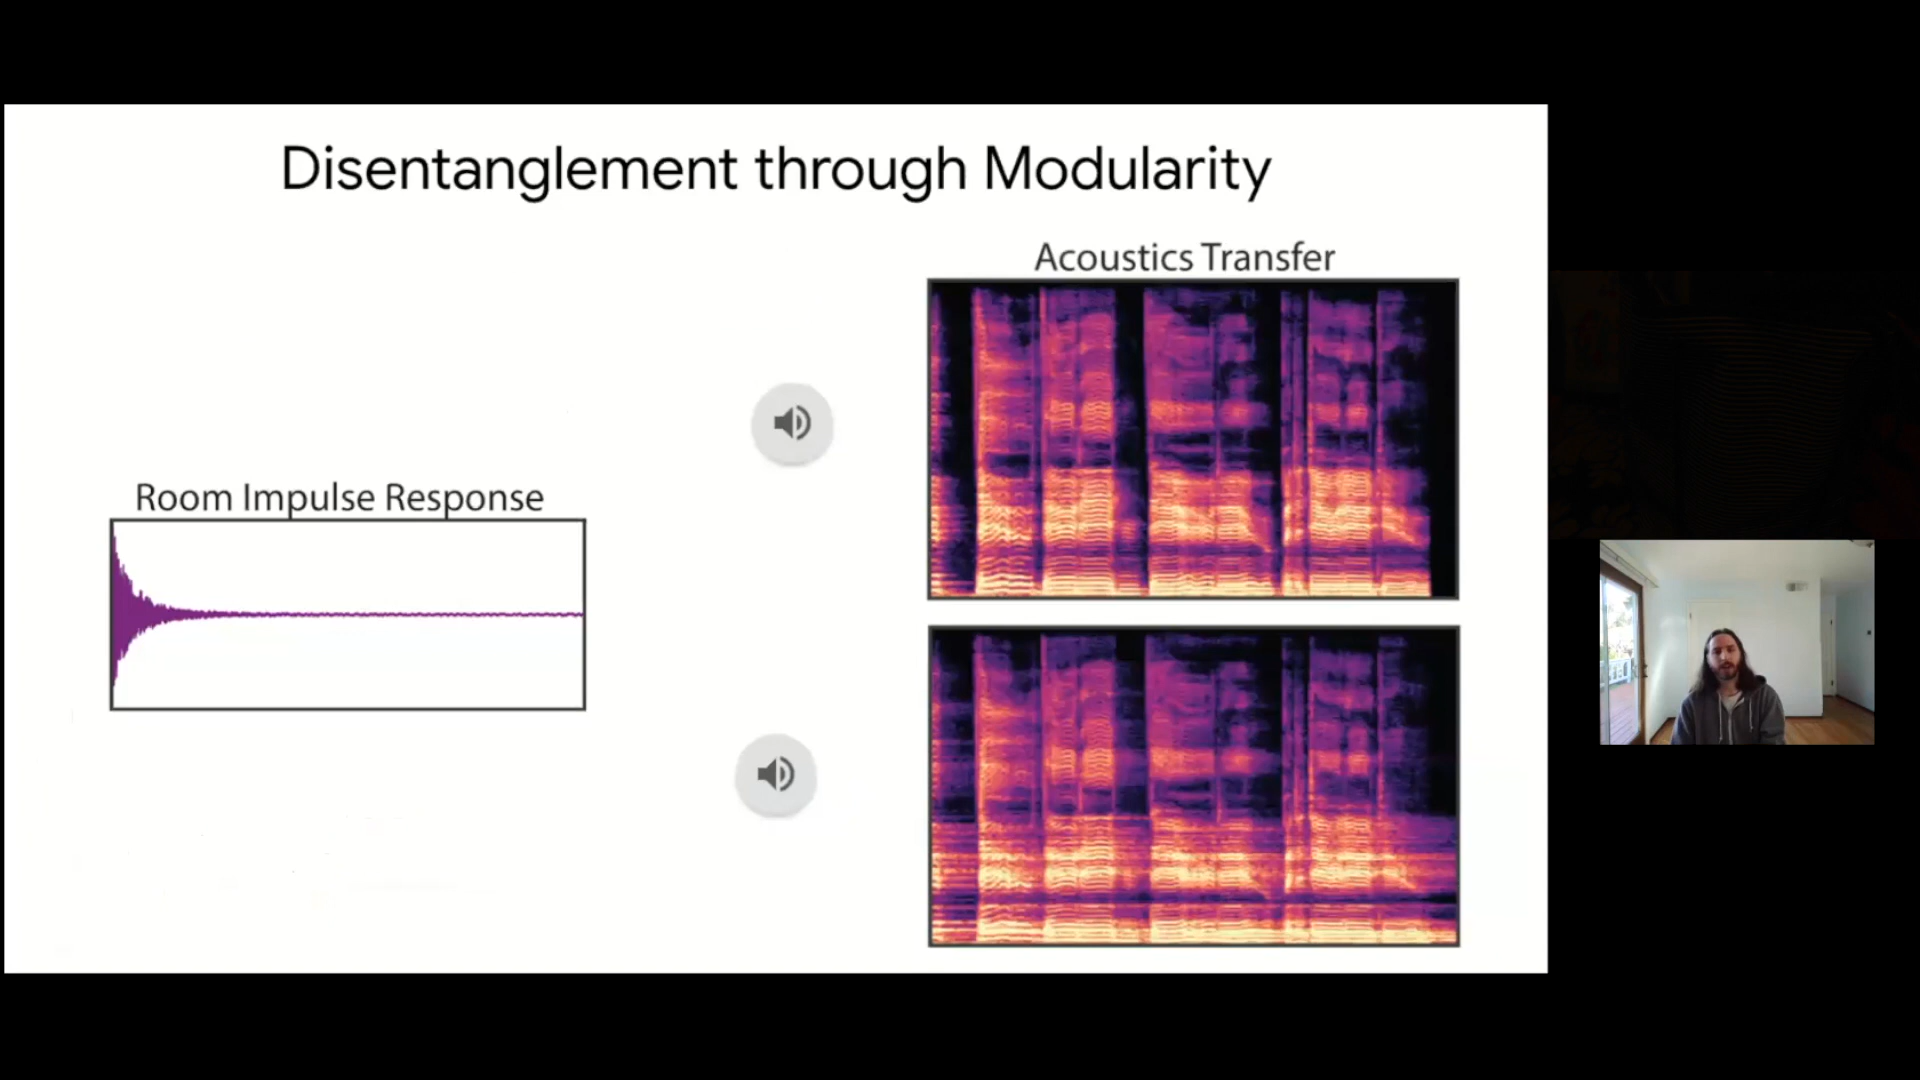 Disentanglement through Modularity
Acoustics Transfer
Room Impulse Response